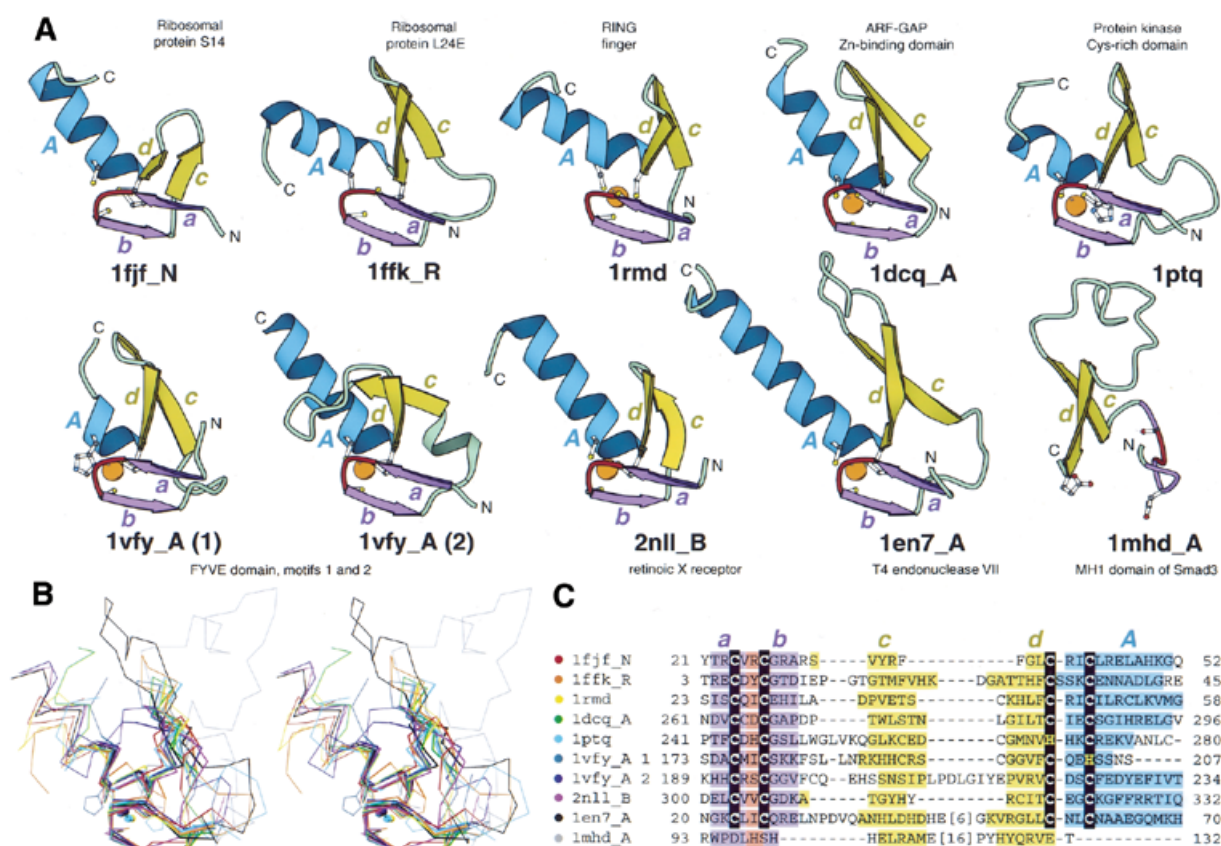 A
Ribosomal
protein S14
Ribosomal
protein L24E
RING
finger
ARF-GAP
Zn-binding domain
Protein kinase
Cys-rich domain
C A d c a b N
1fjf_N
C A d c a b N
1ffk_R
C A d c a b N
1rmd
C A d c a b N
1dcq_A
C A d c a b N
1ptq
C A d c a b N
1vfy_A (1)
C A d c a b N
1vfy_A (2)
C A d c a b N
2nll_B
C A d c a b N
1en7_A
C d c N
1mhd_A
FYVE domain, motifs 1 and 2
retinoic X receptor
T4 endonuclease VII
MH1 domain of Smad3
B
C
a b c d A
1fjf_N 21 YTRCVRCGRARS-----VYRF-----------FGLC-RICLRELAHKGQ 52
1ffk_R 3 TRECDYCGTDIEP-GTGTMFVHK----DGATTHFCSSKCENNADLGRE 45
1rmd 23 SISCQICEHILA---DPVETS---------CKHLFCRICILRCLKVMG 58
1dcq_A 261 NDVCCDCGAPDP----TWLSTN--------LGILTC-IECSGIHRELGV 296
1ptq 241 PTFCDHCGSLLWGLVKQGLKCED--------CGMNVHHKCREKVANLC- 280
1vfy_A 1 173 SDACMICSKKFSL-NRKHHCRS--------CGGVFC-QEHSSNS 207
1vfy_A 2 189 KHHCRSCGGVFCQ--EHSSNSIPLPDLGIYEPVRVC-DSCFEDYEFIVT 234
2nll_B 300 DELCVVCGDKA-----TGYHY---------RCITC-EGCKGFFRRTIQ 332
1en7_A 20 NGKCLICQRELNPDVQANHLDHDHE[6]GKVRGLLC-NLCNAAEGQMKH 70
1mhd_A 93 RWPDLHSH--------HELRAME[16]PYHYQRVE-T----- 132